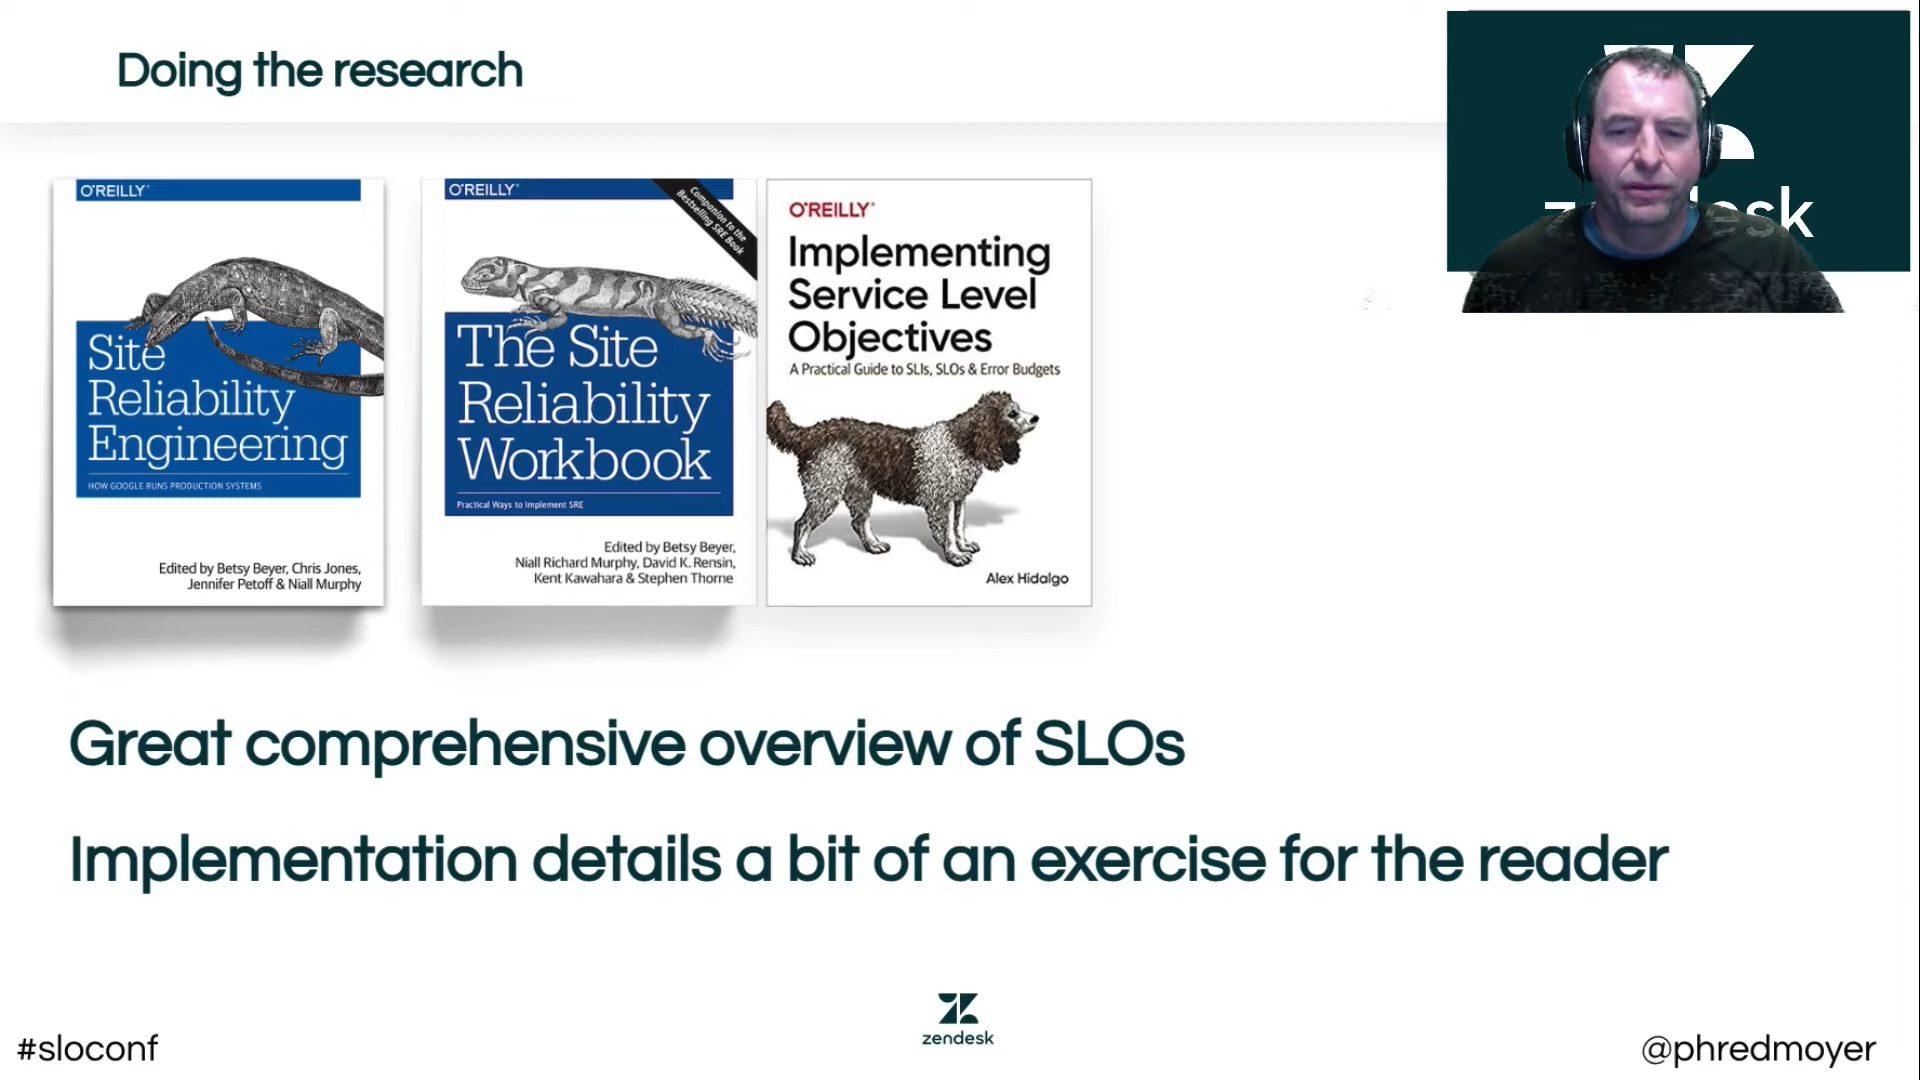 Doing the research
O'REILLY®
Site
Reliability
Engineering
HOW GOOGLE RUNS PRODUCTION SYSTEMS
Edited by Betsy Beyer, Chris Jones,
Jennifer Petoff & Niall Murphy
O'REILLY®
Companion to the
Bestselling SRE Book
The Site
Reliability
Workbook
Practical Ways to Implement SRE
Edited by Betsy Beyer,
Niall Richard Murphy, David K. Rensin,
Kent Kawahara & Stephen Thorne
O'REILLY®
Implementing
Service Level
Objectives
A Practical Guide to SLIs, SLOs & Error Budgets
Alex Hidalgo
Great comprehensive overview of SLOs
Implementation details a bit of an exercise for the reader
zendesk
#sloconf
@phredmoyer